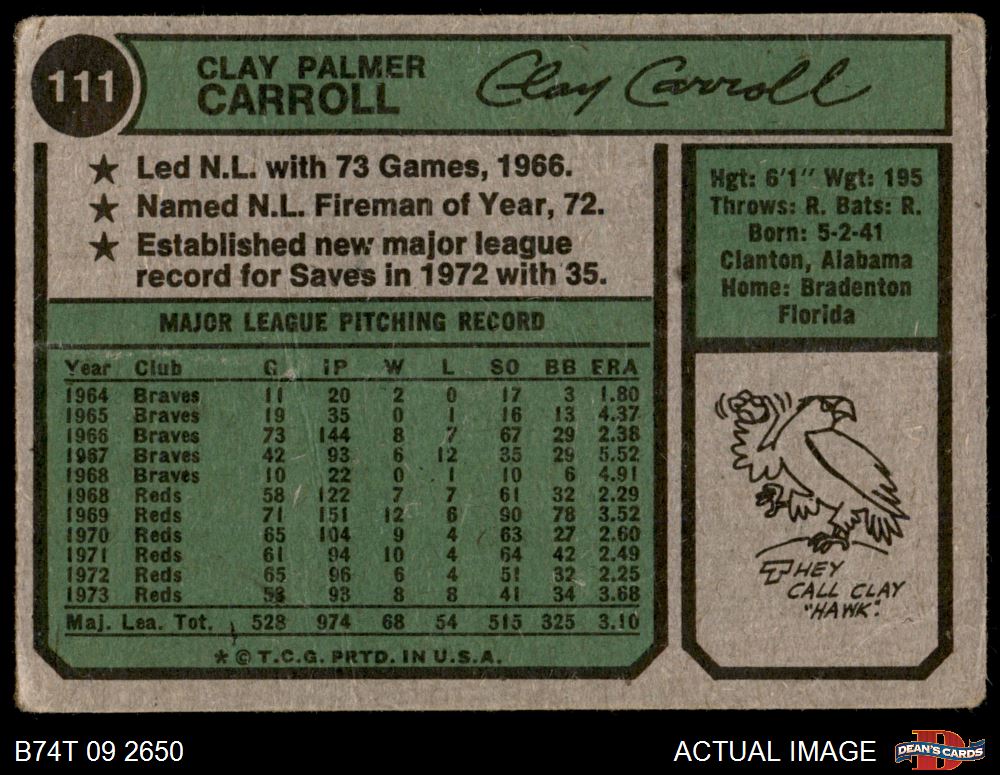 111
CLAY PALMER
CARROLL
Clay Carroll
★ Led N.L. with 73 Games, 1966.
★ Named N.L. Fireman of Year, 72.
★ Established new major league
record for Saves in 1972 with 35.
Hgt: 6'1" Wgt: 195
Throws: R. Bats: R.
Born: 5-2-41
Clanton, Alabama
Home: Bradenton
Florida
MAJOR LEAGUE PITCHING RECORD
Year Club G IP W L SO BB ERA
1964 Braves 11 20 2 0 17 3 1.80
1965 Braves 19 35 0 1 16 13 4.37
1966 Braves 73 144 8 7 67 29 2.38
1967 Braves 42 93 6 12 35 29 5.52
1968 Braves 10 22 0 1 10 6 4.91
1968 Reds 58 122 7 7 61 32 2.29
1969 Reds 71 151 12 6 90 78 3.52
1970 Reds 65 104 9 4 63 27 2.60
1971 Reds 61 94 10 4 64 42 2.49
1972 Reds 65 96 6 4 51 32 2.25
1973 Reds 53 93 8 8 41 34 3.68
Maj. Lea. Tot. 528 974 68 54 515 325 3.10
* © T.C.G. PRTD. IN U.S.A.
THEY
CALL CLAY
"HAWK".
B74T 09 2650
ACTUAL IMAGE
DEAN'S CARDS